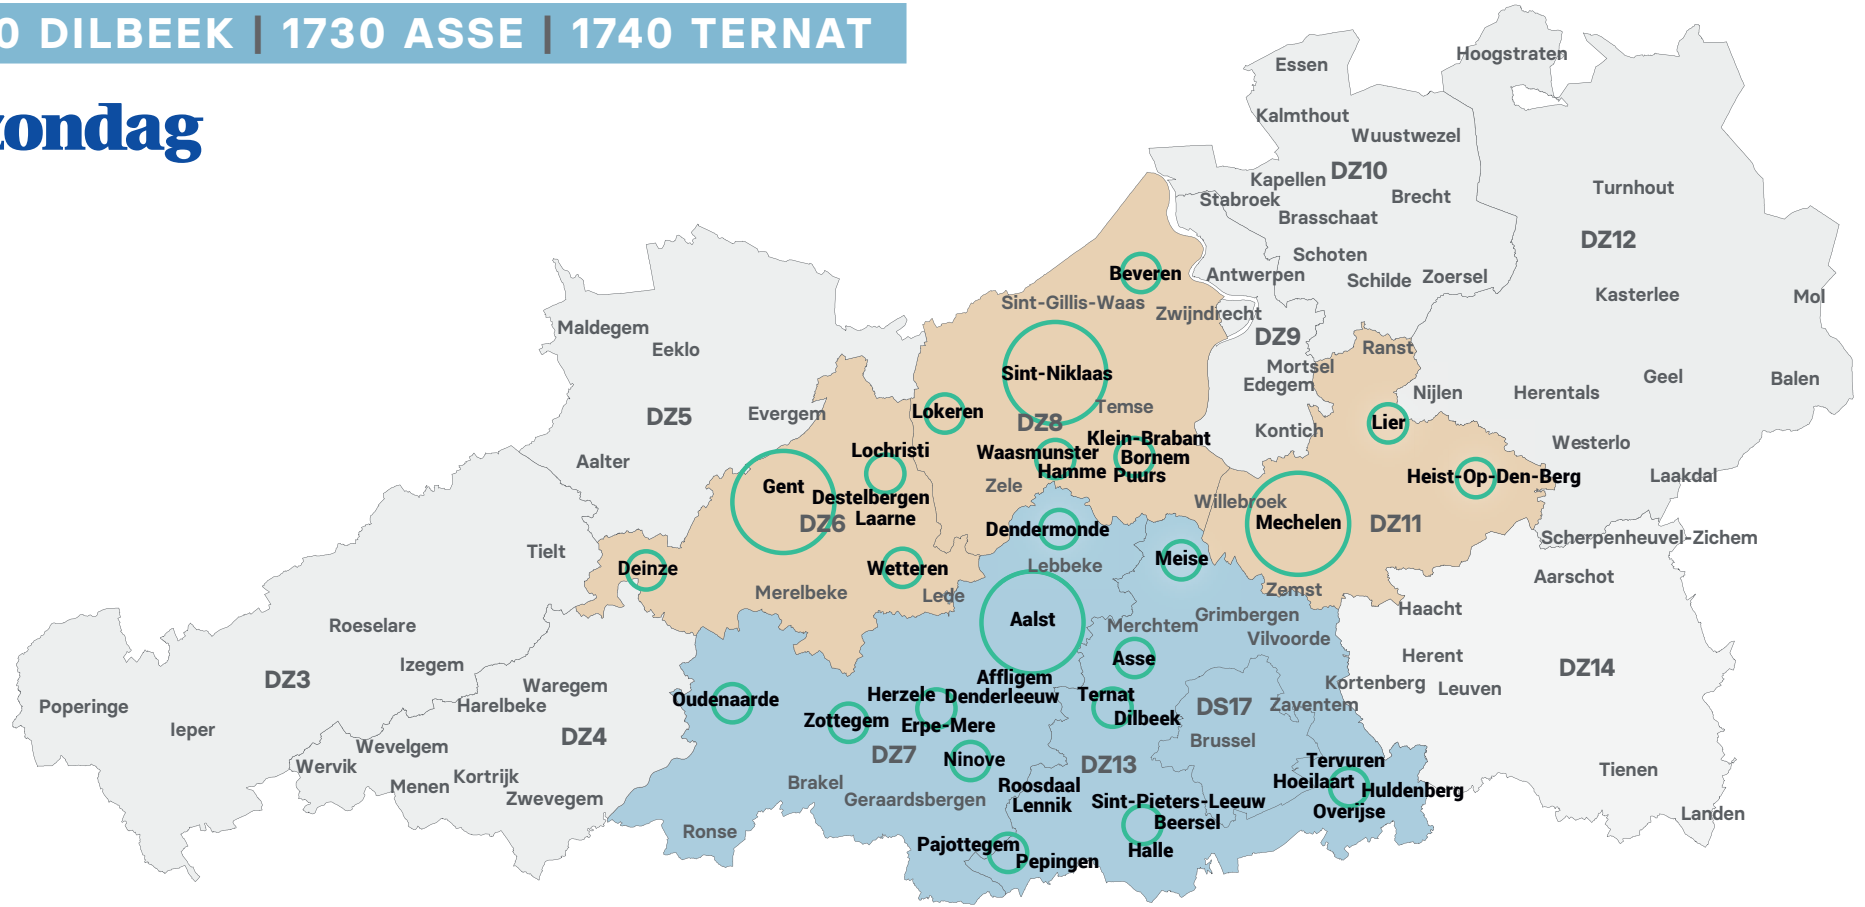 0 DILBEEK | 1730 ASSE | 1740 TERNAT
zondag
Hoogstraten
Essen
Kalmthout
Wuustwezel
DZ10
Kapellen
Stabroek
Brecht
Brasschaat
Turnhout
DZ12
Schoten
Antwerpen
Schilde
Zoersel
Kasterlee
Mol
Beveren
Sint-Gillis-Waas
Zwijndrecht
DZ9
Maldegem
Eeklo
Ranst
Mortsel
Edegem
Sint-Niklaas
Nijlen
Herentals
Geel
Balen
DZ5
Evergem
Lokeren
Temse
DZ8
Lier
Kontich
Westerlo
Klein-Brabant
Bornem
Puurs
Waasmunster
Hamme
Lochristi
Aalter
Heist-Op-Den-Berg
Laakdal
Gent
Destelbergen
Laarne
DZ6
Zele
Willebroek
Mechelen
DZ11
Dendermonde
Scherpenheuvel-Zichem
Tielt
Deinze
Wetteren
Lebbeke
Meise
Aarschot
Merelbeke
Lede
Zemst
Haacht
Roeselare
Aalst
Merchtem
Grimbergen
Vilvoorde
Izegem
Asse
Herent
DZ14
DZ3
Waregem
Harelbeke
Oudenaarde
Affligem
Denderleeuw
Herzele
Erpe-Mere
Ternat
Dilbeek
DS17
Zaventem
Kortenberg
Leuven
Poperinge
Ieper
DZ4
Zottegem
DZ7
Brussel
Wevelgem
Wervik
Menen
Kortrijk
Zwevegem
Ninove
DZ13
Tervuren
Hoeilaart
Huldenberg
Overijse
Tienen
Brakel
Geraardsbergen
Roosdaal
Lennik
Sint-Pieters-Leeuw
Beersel
Halle
Landen
Ronse
Pajottegem
Pepingen